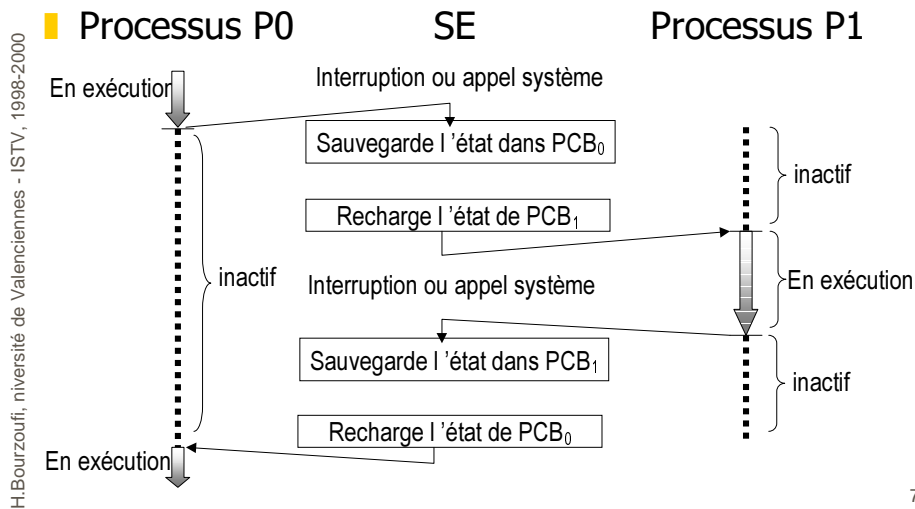 Processus P0 SE Processus P1
Interruption ou appel système
En exécution
Sauvegarde l ’état dans PCB0
inactif
Recharge l ’état de PCB1
inactif
Interruption ou appel système
En exécution
Sauvegarde l ’état dans PCB1
inactif
Recharge l ’état de PCB0
En exécution
H.Bourzoufi, niversité de Valenciennes - ISTV, 1998-2000
7